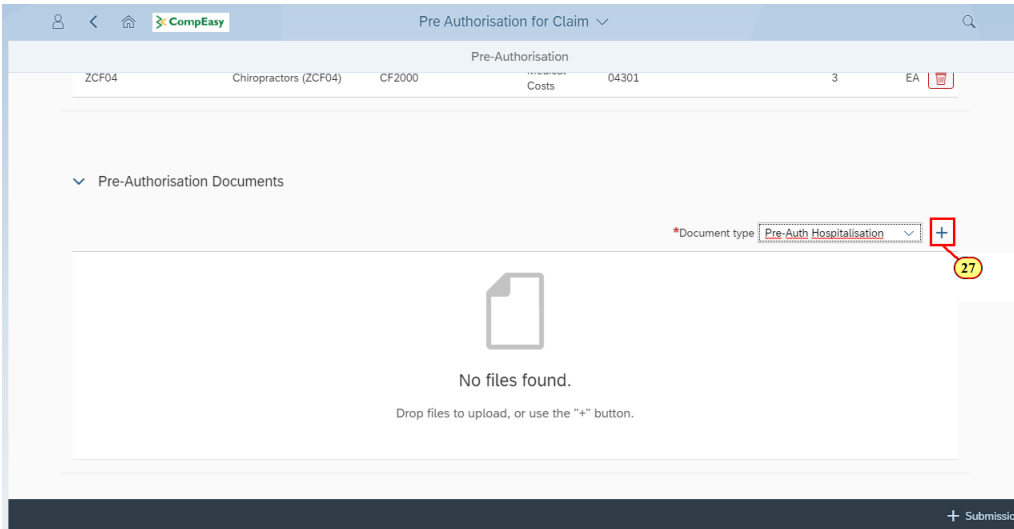 CompEasy
Pre Authorisation for Claim
Pre-Authorisation
ZCF04 Chiropractors (ZCF04) CF2000 Medical Costs 04301 3 EA
Pre-Authorisation Documents
*Document type Pre-Auth Hospitalisation +
27
No files found.
Drop files to upload, or use the "+" button.
+ Submissio